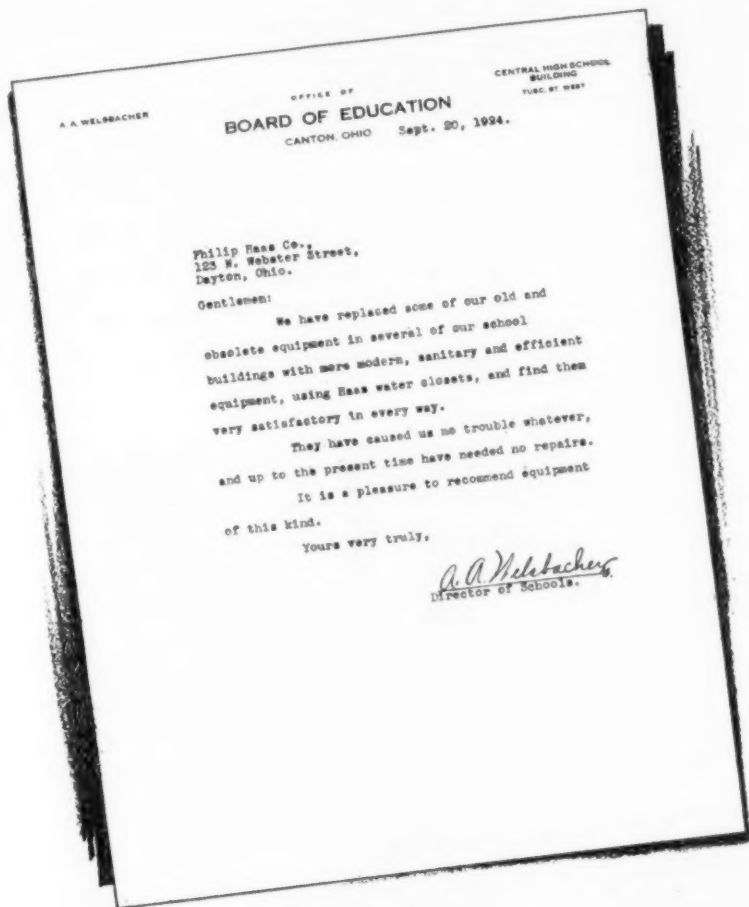 A. A. WELSBACHER
OFFICE OF
BOARD OF EDUCATION
CANTON, OHIO
CENTRAL HIGH SCHOOL
BUILDING
TUSC. ST. WEST
Sept. 20, 1924.
Philip Haas Co.,
123 N. Webster Street,
Dayton, Ohio.
Gentlemen:
We have replaced some of our old and
obsolete equipment in several of our school
buildings with more modern, sanitary and efficient
equipment, using Haas water closets, and find them
very satisfactory in every way.
They have caused us no trouble whatever,
and up to the present time have needed no repairs.
It is a pleasure to recommend equipment
of this kind.
Yours very truly,
A. A. Welsbacher
Director of Schools.